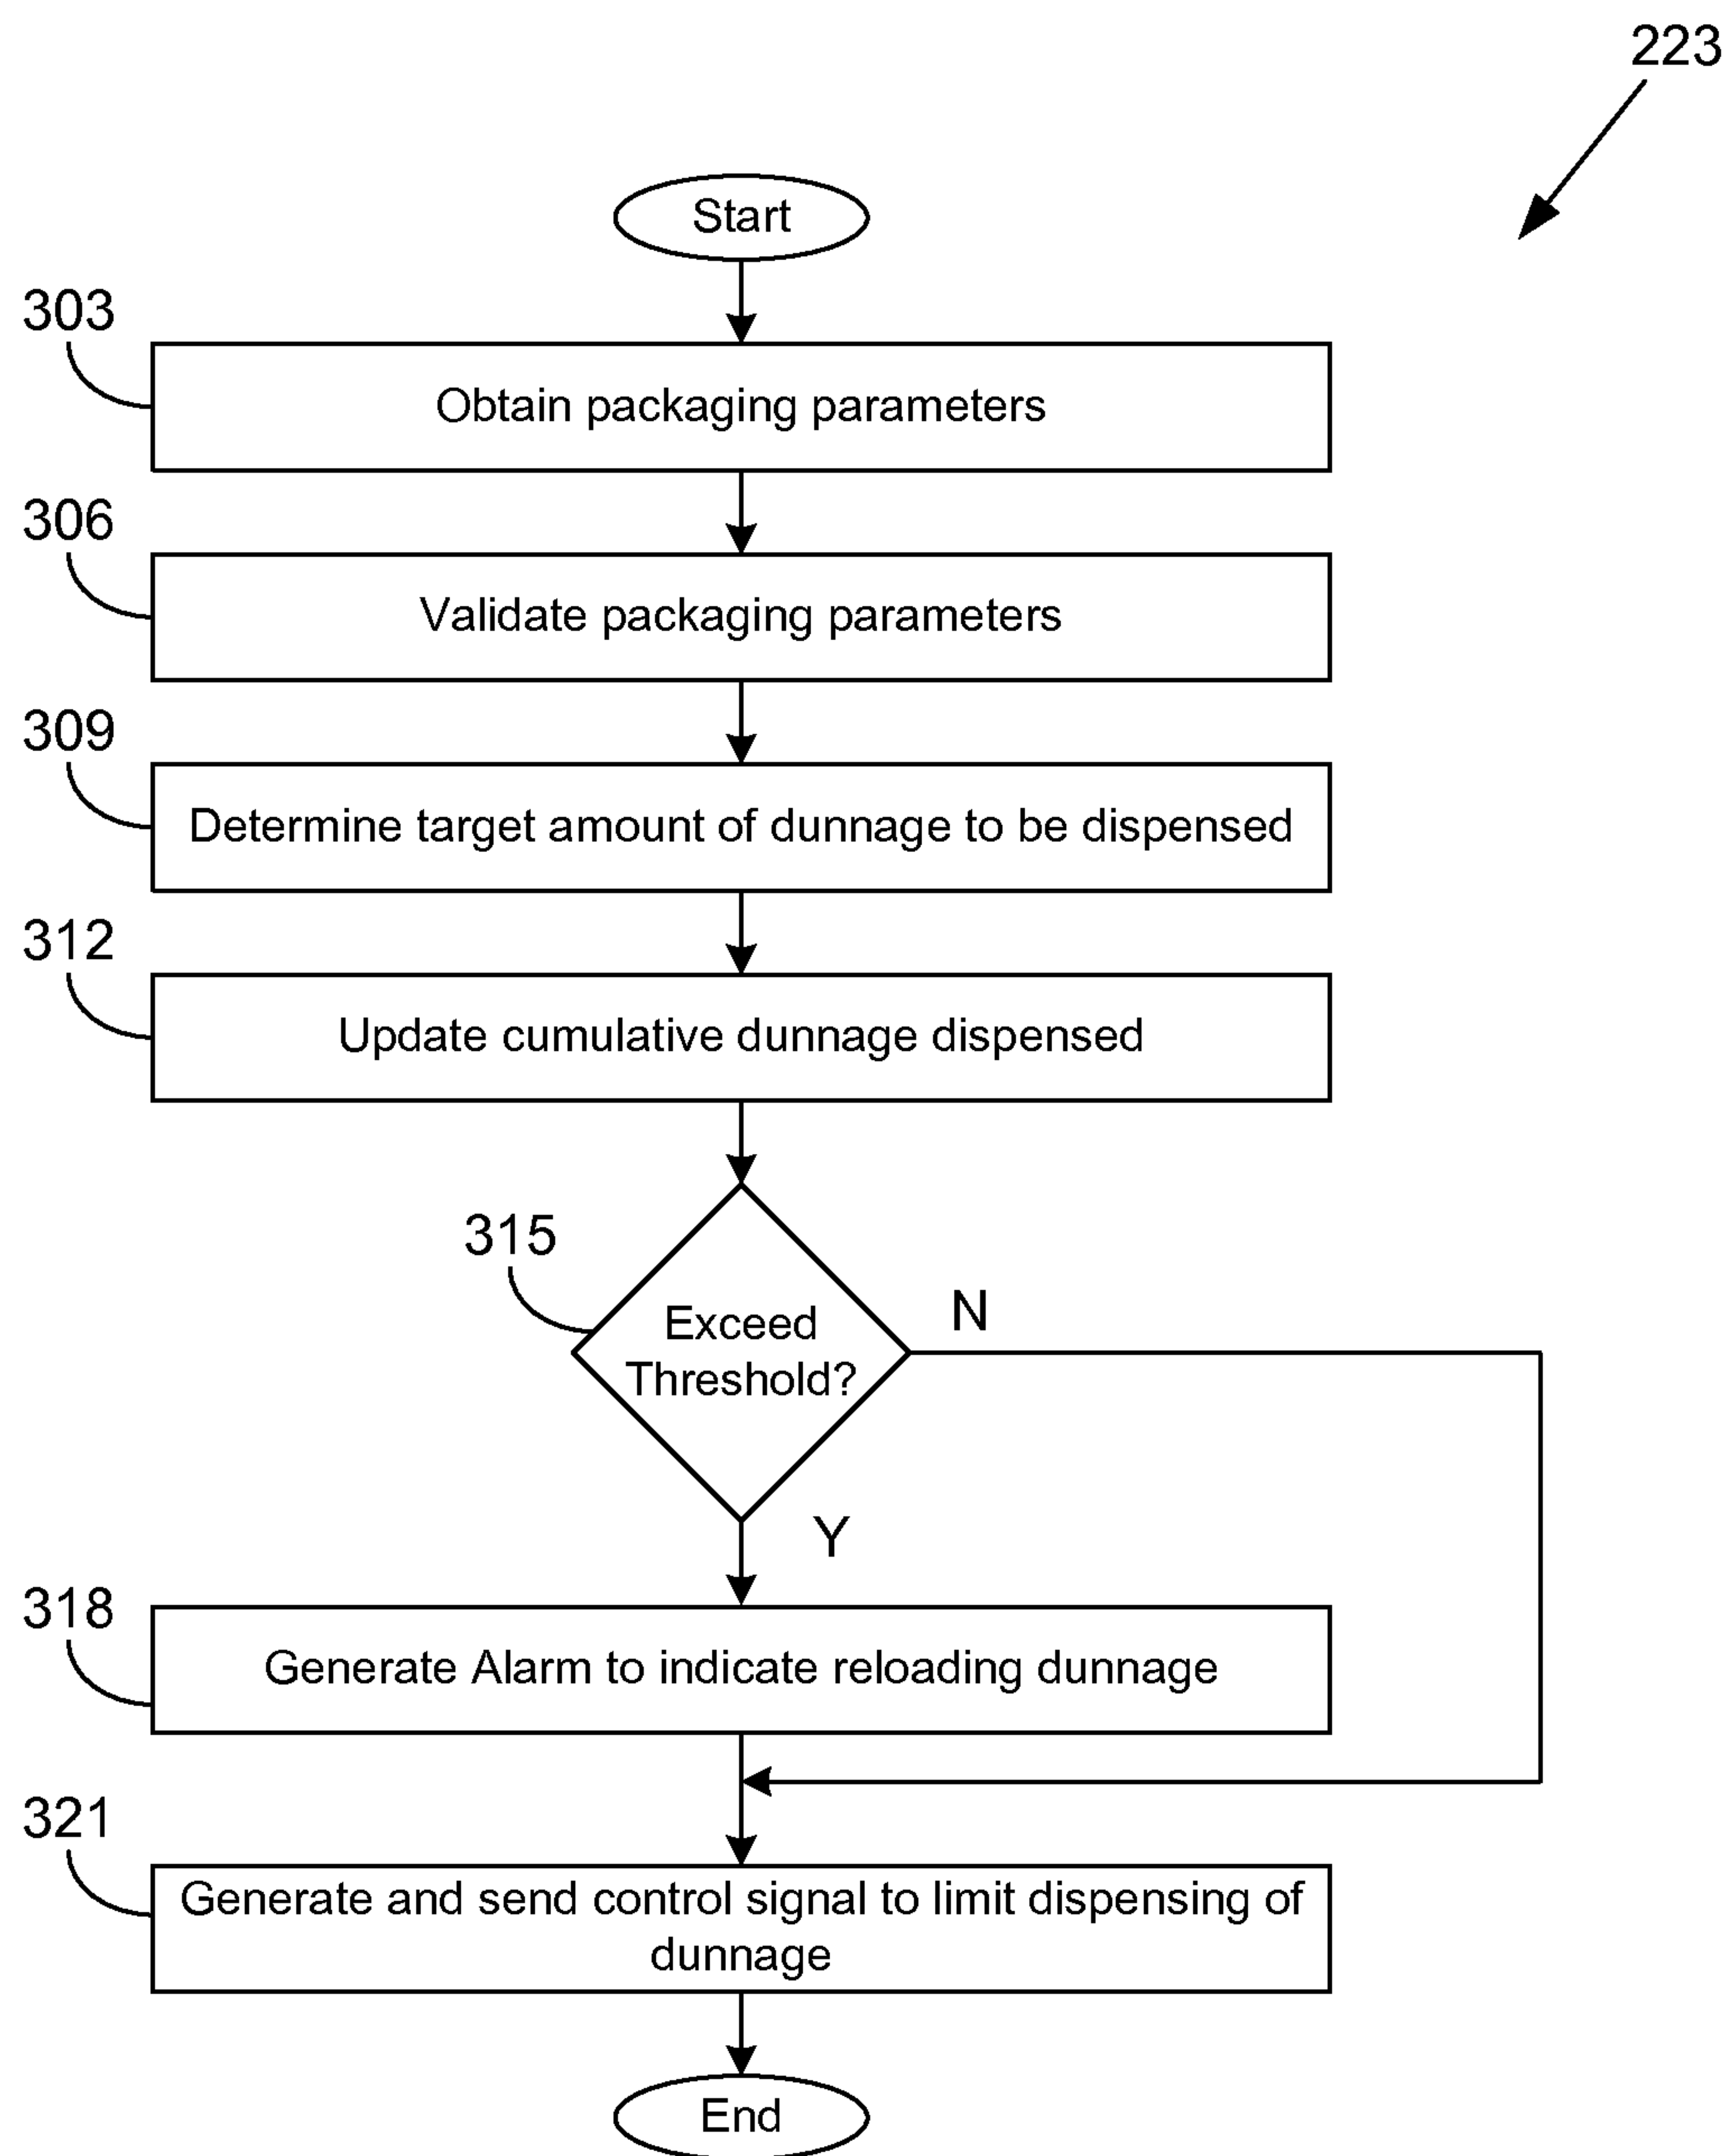 223
Start
303
Obtain packaging parameters
306
Validate packaging parameters
309
Determine target amount of dunnage to be dispensed
312
Update cumulative dunnage dispensed
315
Exceed
Threshold?
N
Y
318
Generate Alarm to indicate reloading dunnage
321
Generate and send control signal to limit dispensing of
dunnage
End